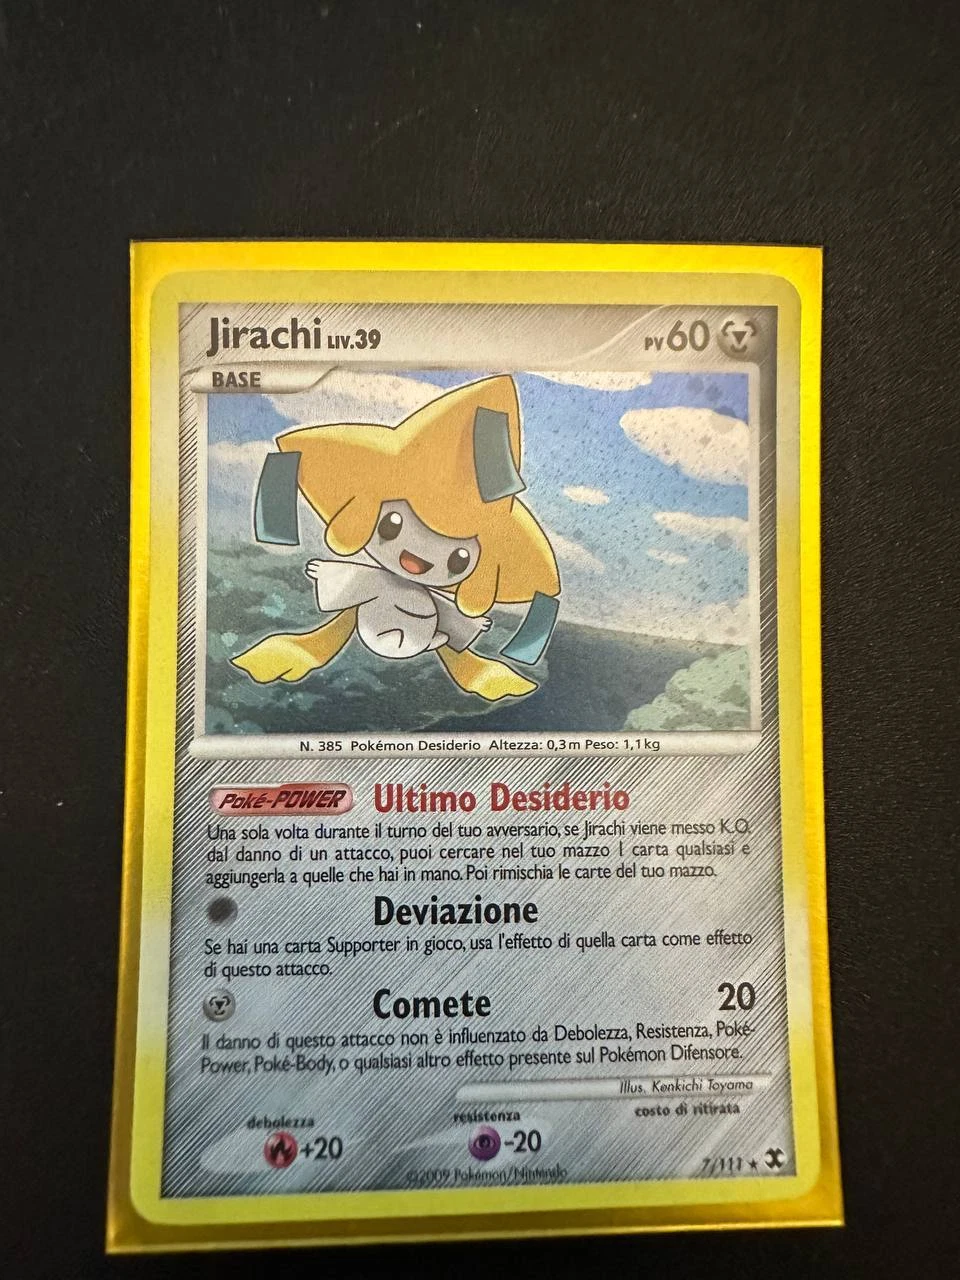 Jirachi LIV.39 PV 60
BASE
N. 385 Pokémon Desiderio Altezza: 0,3 m Peso: 1,1 kg
Poké-POWER Ultimo Desiderio
Una sola volta durante il turno del tuo avversario, se Jirachi viene messo K.O.
dal danno di un attacco, puoi cercare nel tuo mazzo 1 carta qualsiasi e
aggiungerla a quelle che hai in mano. Poi rimischia le carte del tuo mazzo.
Deviazione
Se hai una carta Supporter in gioco, usa l'effetto di quella carta come effetto
di questo attacco.
Comete 20
Il danno di questo attacco non è influenzato da Debolezza, Resistenza, Poké-
Power, Poké-Body, o qualsiasi altro effetto presente sul Pokémon Difensore.
Illus. Kenkichi Toyama
debolezza resistenza costo di ritirata
+20 -20
7/111
©2009 Pokémon/Nintendo